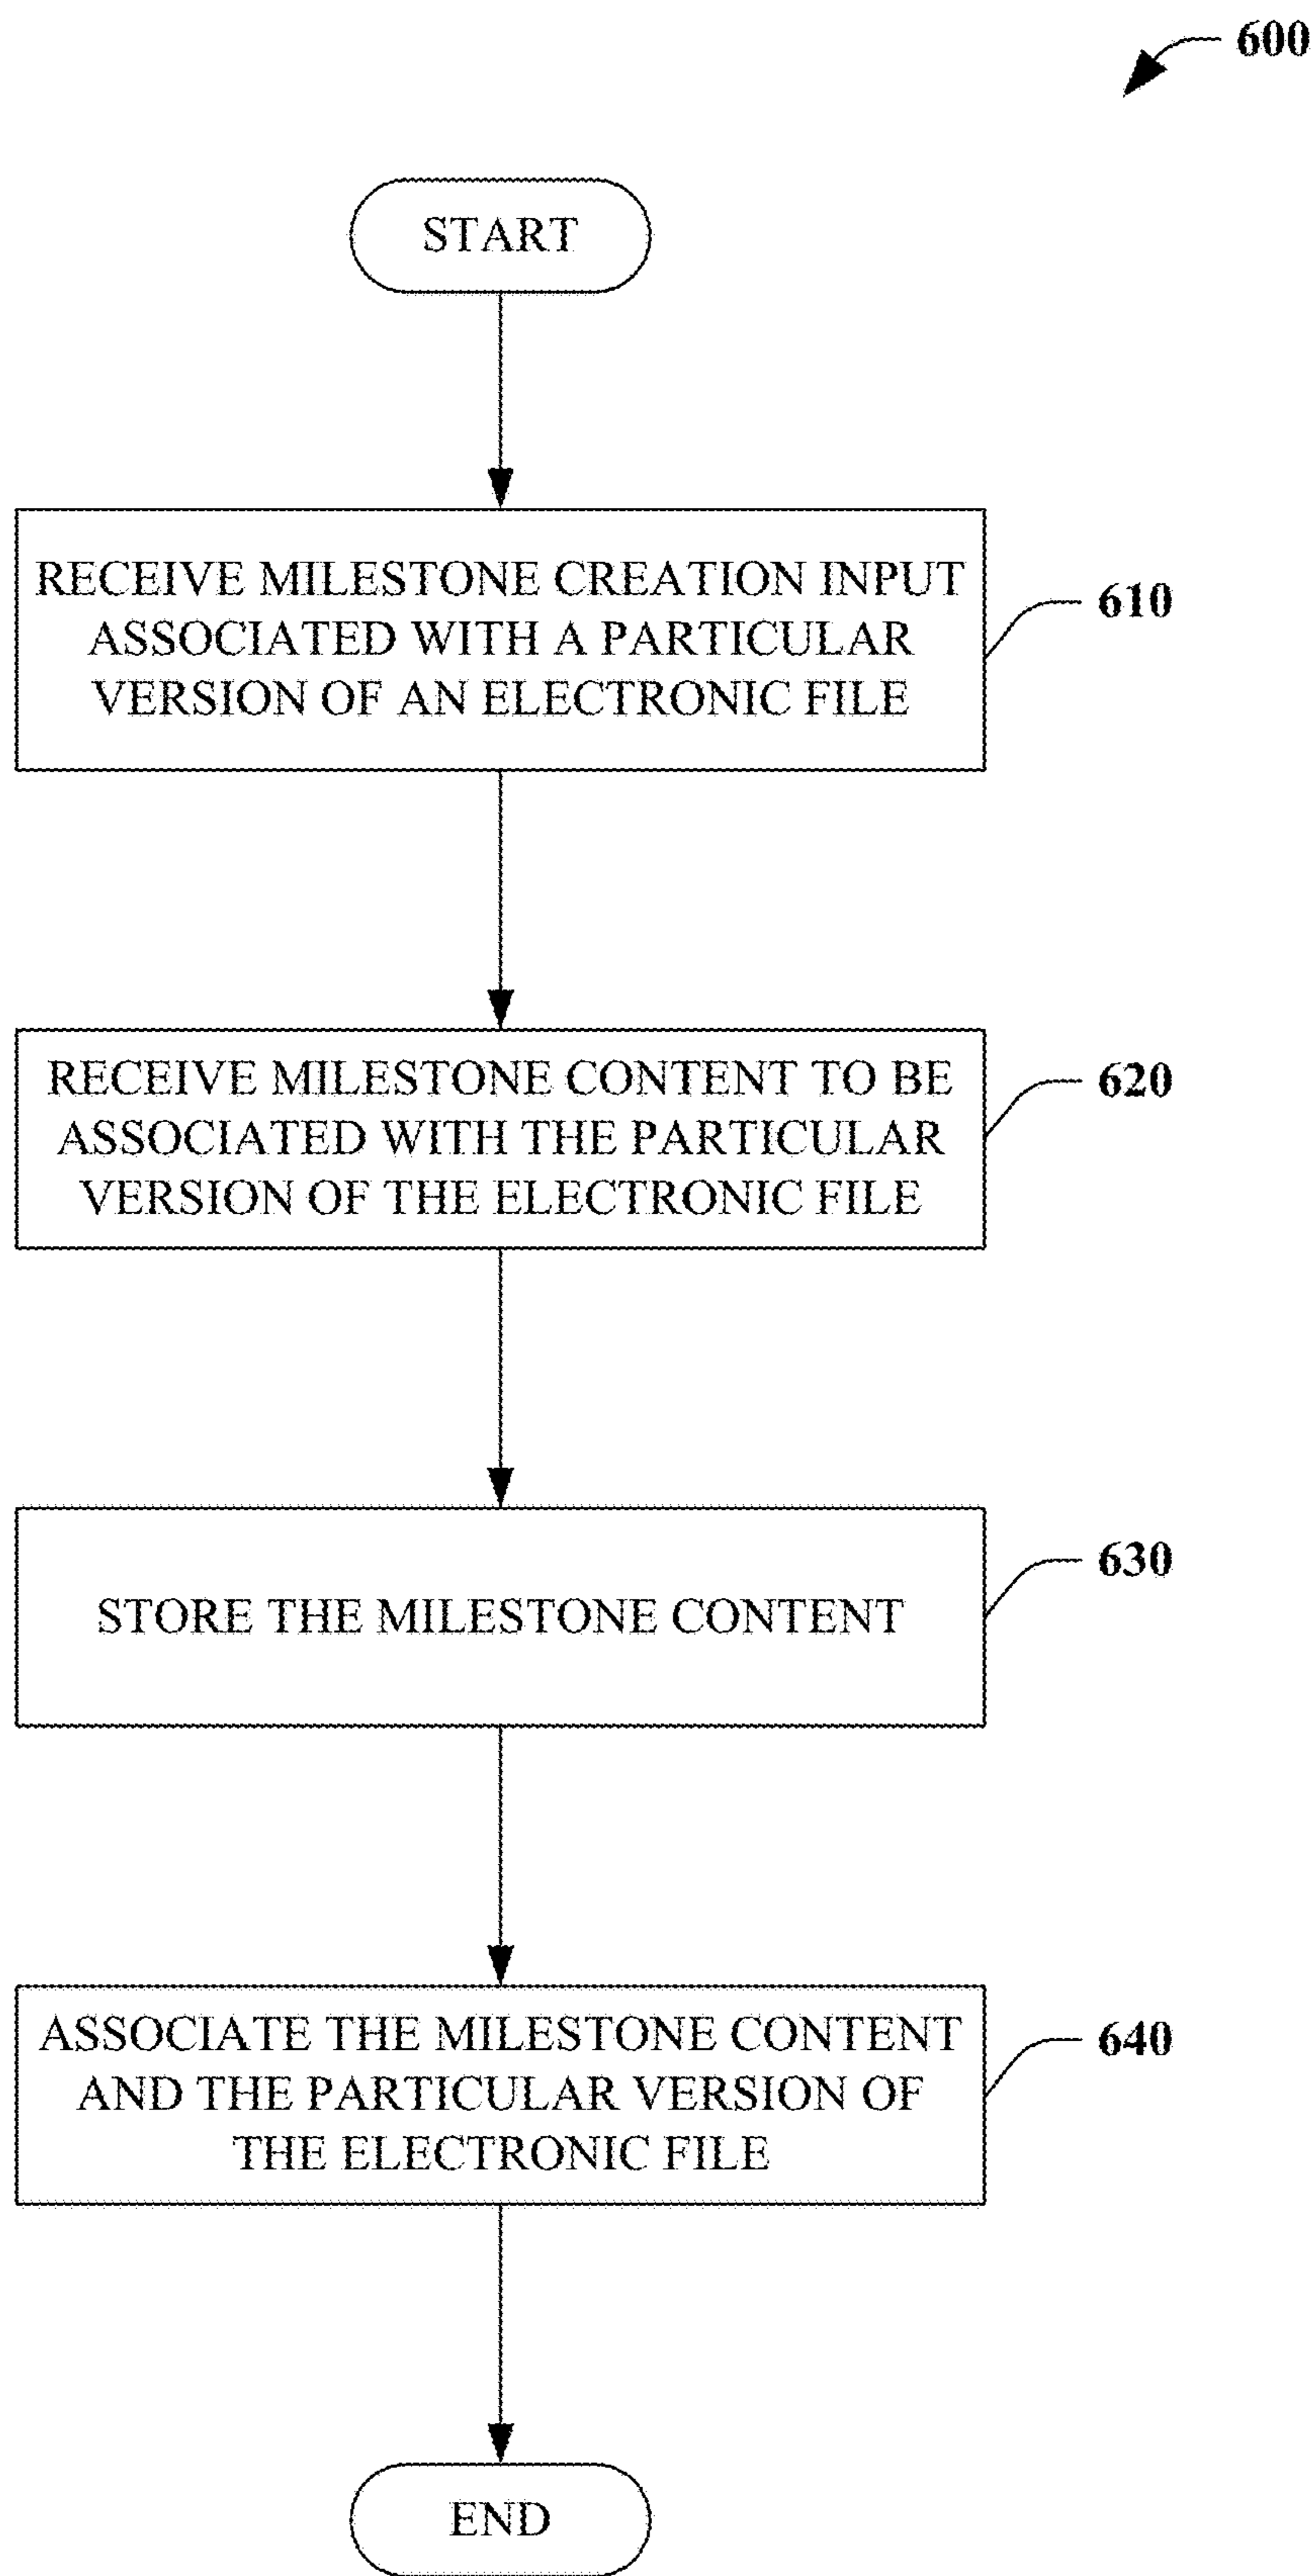 600
START
RECEIVE MILESTONE CREATION INPUT
ASSOCIATED WITH A PARTICULAR
VERSION OF AN ELECTRONIC FILE
610
RECEIVE MILESTONE CONTENT TO BE
ASSOCIATED WITH THE PARTICULAR
VERSION OF THE ELECTRONIC FILE
620
STORE THE MILESTONE CONTENT
630
ASSOCIATE THE MILESTONE CONTENT
AND THE PARTICULAR VERSION OF
THE ELECTRONIC FILE
640
END